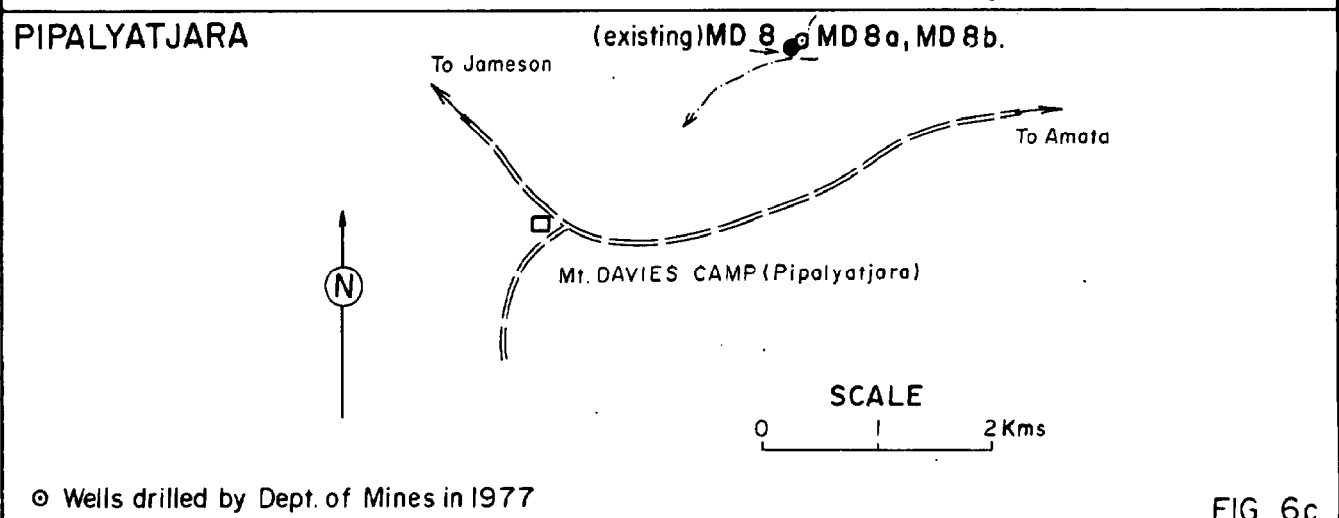 PIPALYATJARA
(existing) MD 8 MD 8a, MD 8b.
To Jameson
To Amata
Mt. DAVIES CAMP (Pipalyatjara)
N
SCALE
0 1 2 Kms
⊙ Wells drilled by Dept. of Mines in 1977
FIG. 6c